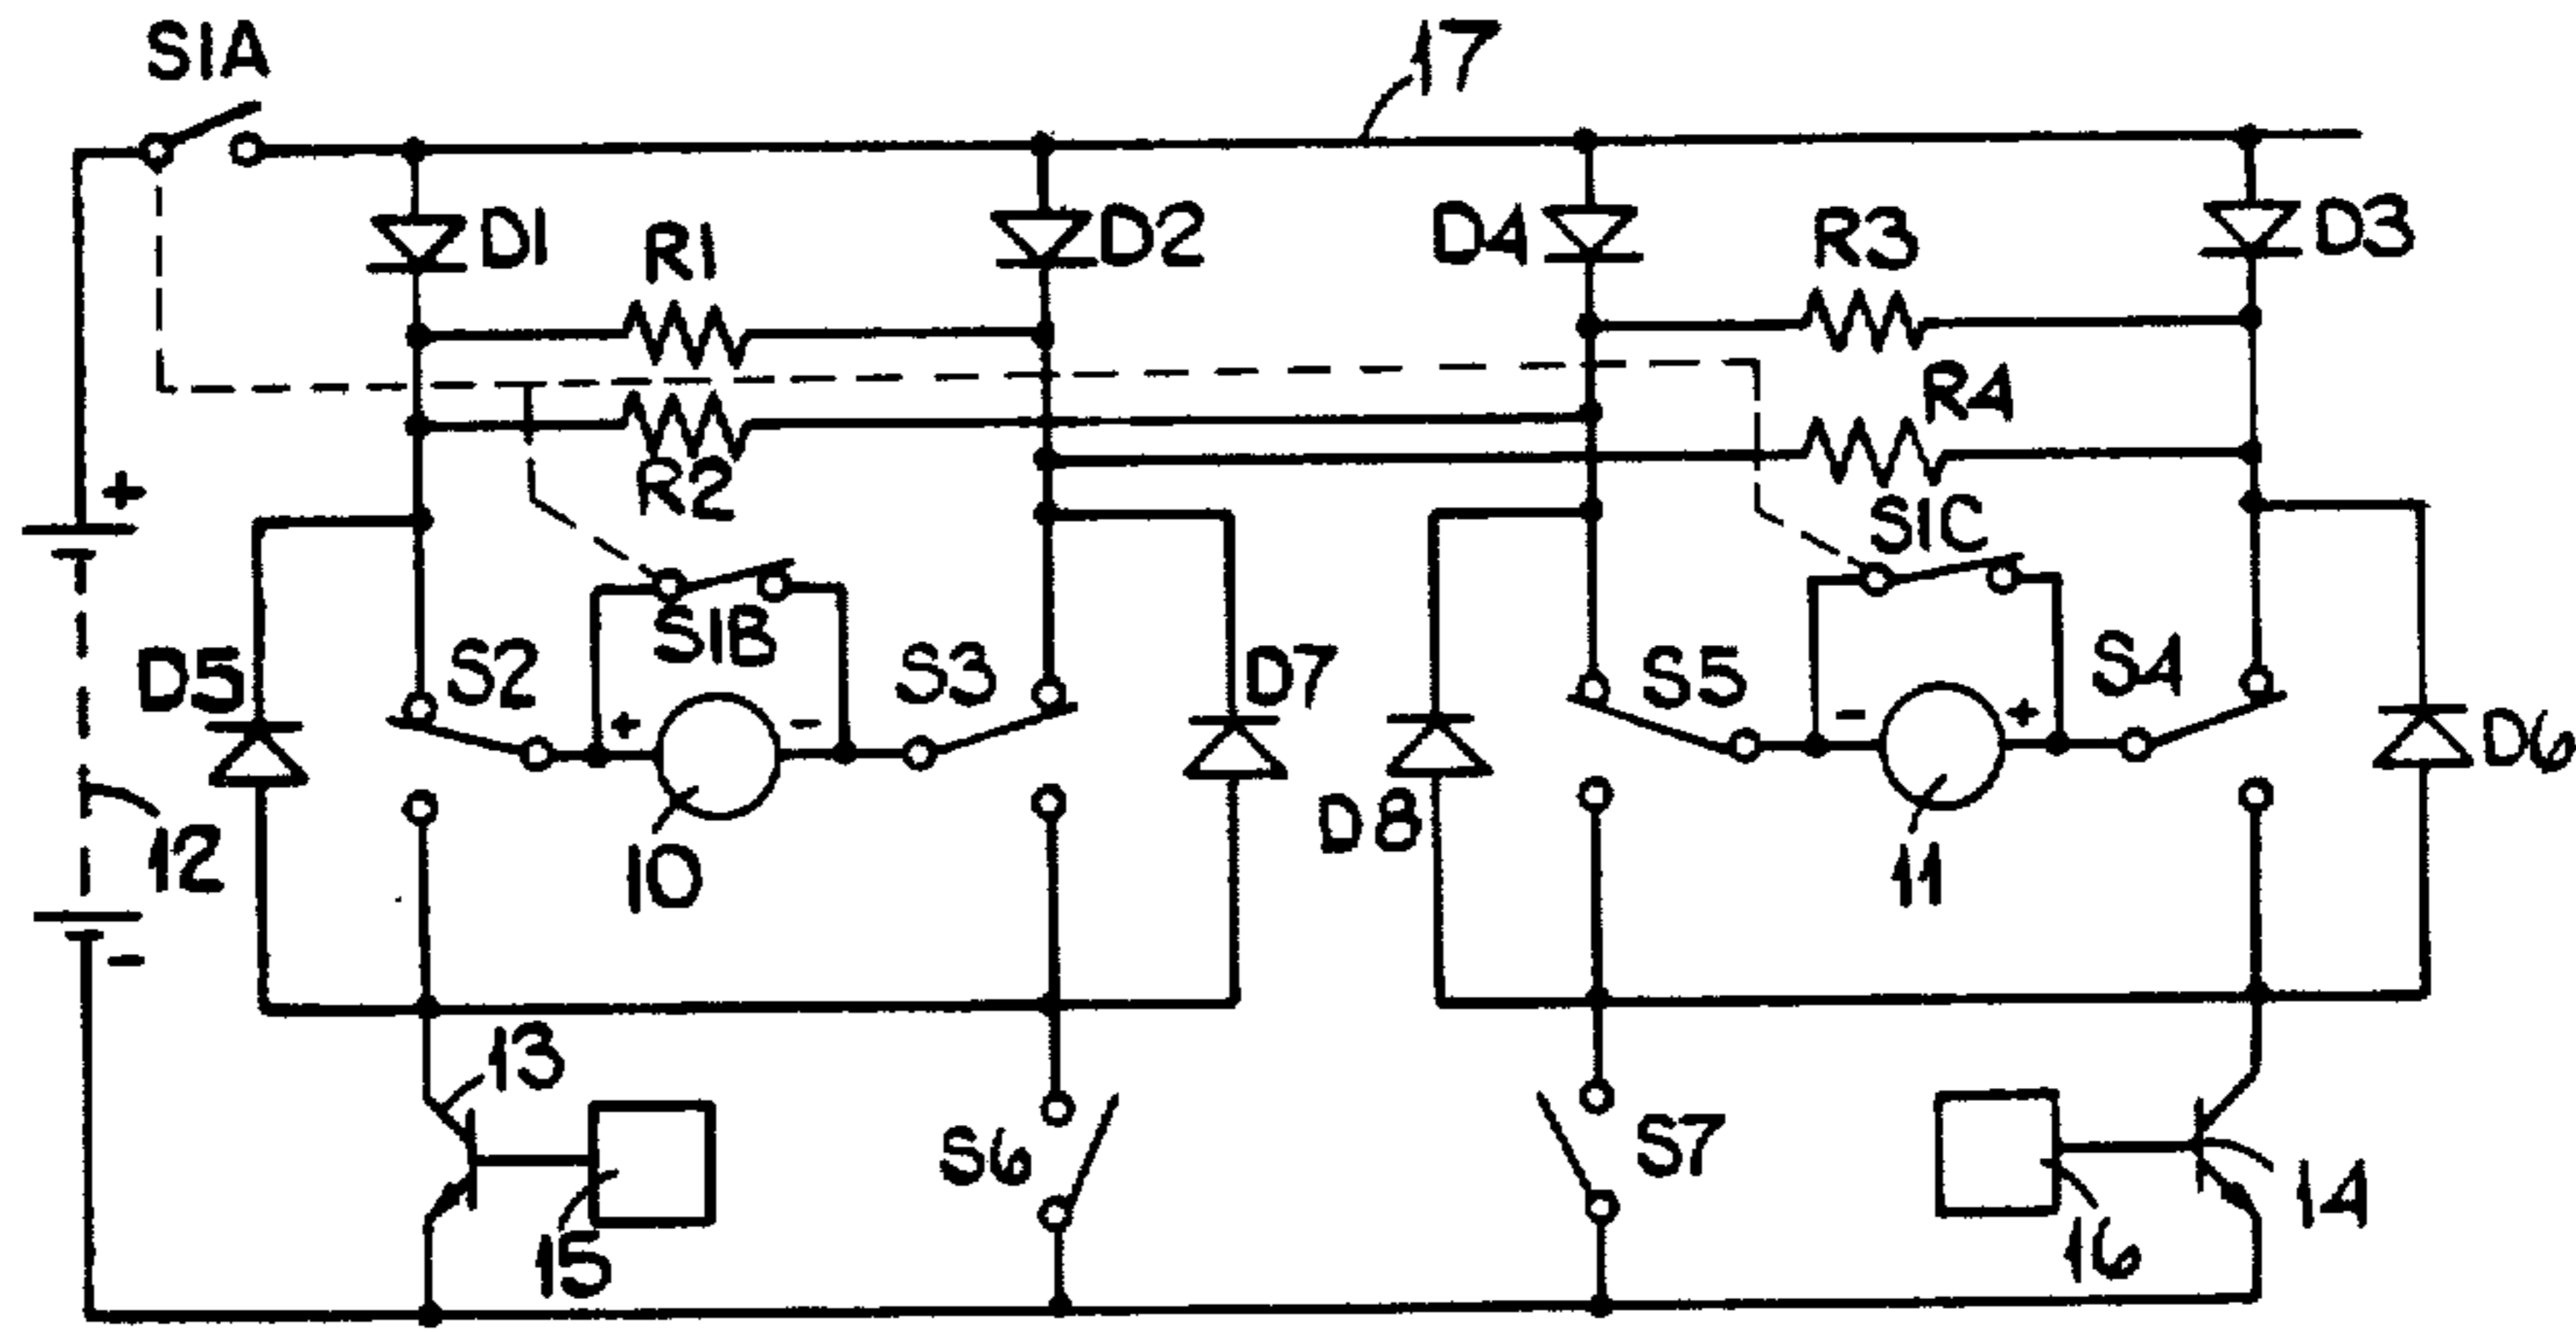 S1A
17
D1
R1
D2
D4
R3
D3
R4
R2
+
S1C
S1B
D5
S2
+
-
S3
D7
S5
-
+
S4
D6
12
10
D8
11
-
13
S6
S7
14
15
16